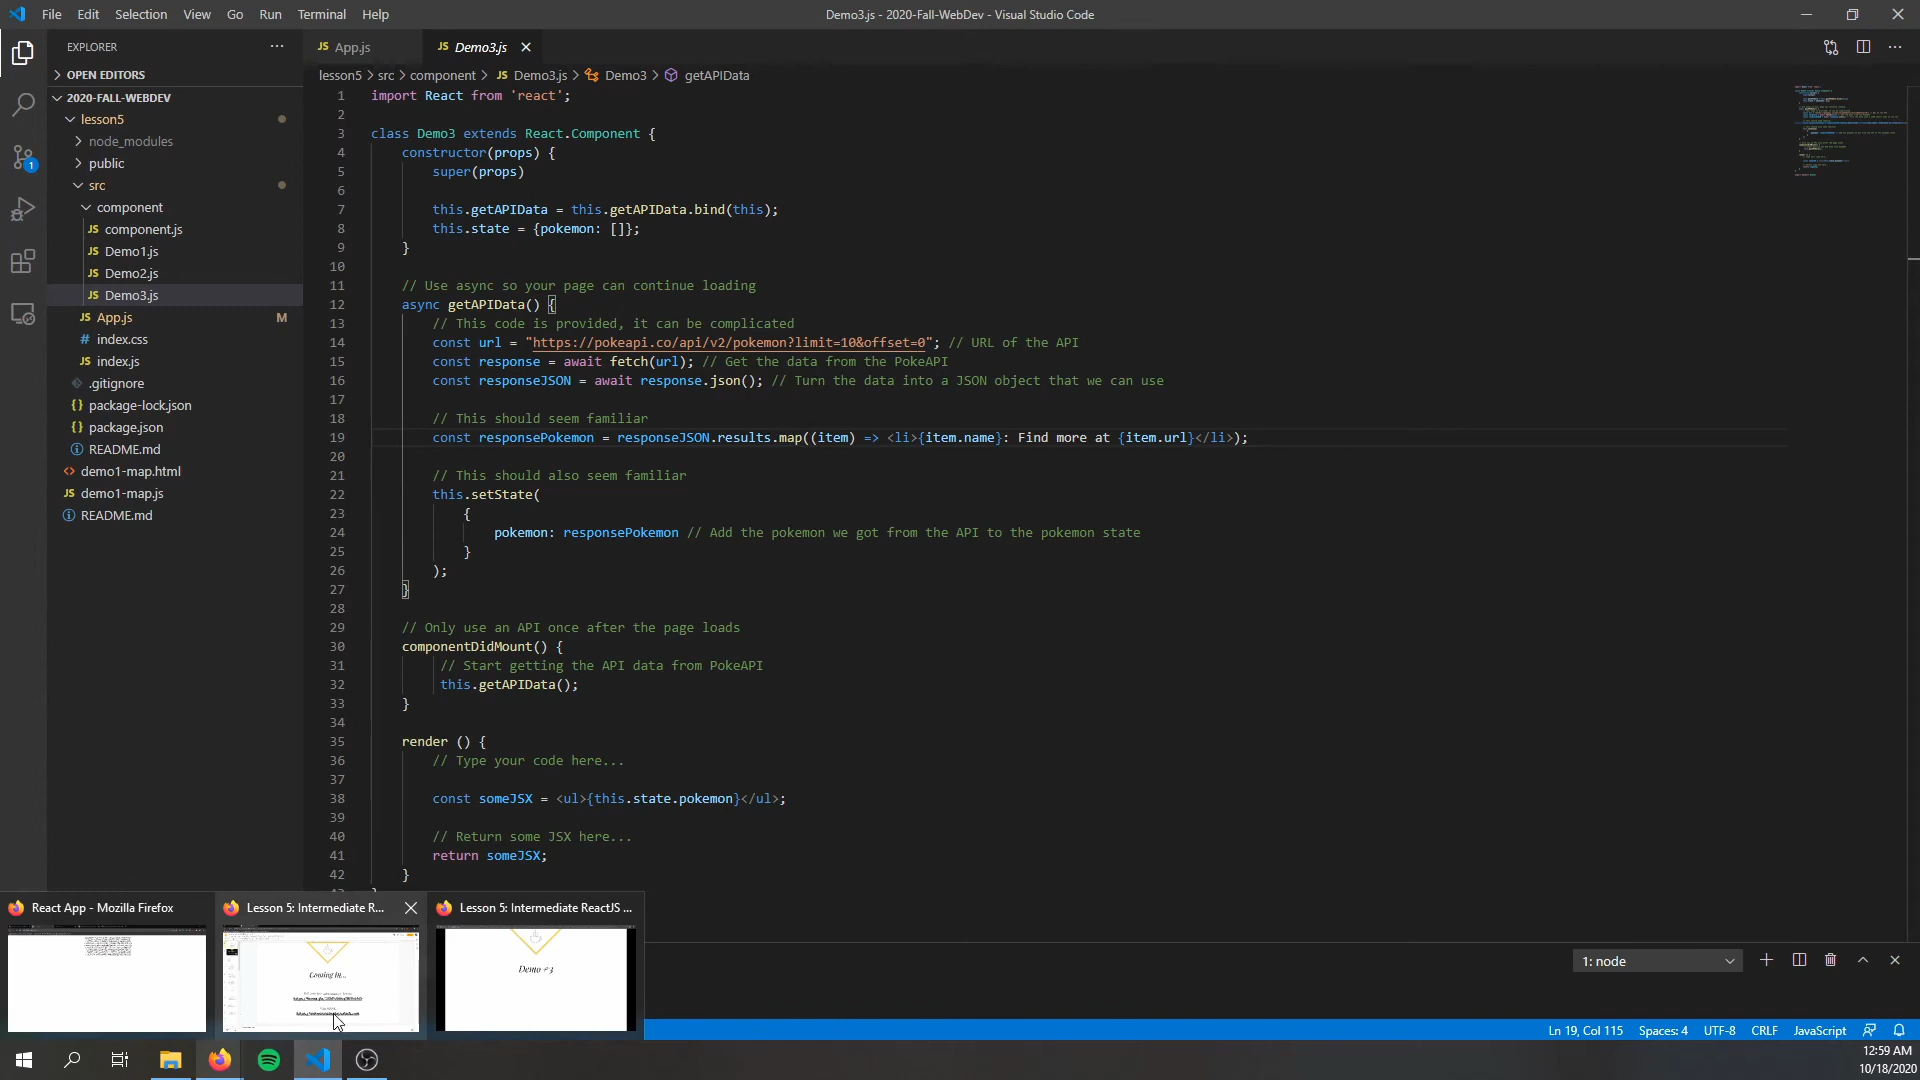 File Edit Selection View Go Run Terminal Help
Demo3.js - 2020-Fall-WebDev - Visual Studio Code
EXPLORER
OPEN EDITORS
2020-FALL-WEBDEV
lesson5
node_modules
public
src
component
JS component.js
JS Demo1.js
JS Demo2.js
JS Demo3.js
JS App.js M
# index.css
JS index.js
.gitignore
{} package-lock.json
{} package.json
README.md
<> demo1-map.html
JS demo1-map.js
README.md
1
JS App.js
JS Demo3.js
lesson5 > src > component > JS Demo3.js > Demo3 > getAPIData
1 import React from 'react';
2
3 class Demo3 extends React.Component {
4 constructor(props) {
5 super(props)
6
7 this.getAPIData = this.getAPIData.bind(this);
8 this.state = {pokemon: []};
9 }
10
11 // Use async so your page can continue loading
12 async getAPIData() {
13 // This code is provided, it can be complicated
14 const url = "https://pokeapi.co/api/v2/pokemon?limit=10&offset=0"; // URL of the API
15 const response = await fetch(url); // Get the data from the PokeAPI
16 const responseJSON = await response.json(); // Turn the data into a JSON object that we can use
17
18 // This should seem familiar
19 const responsePokemon = responseJSON.results.map((item) => <li>{item.name}: Find more at {item.url}</li>);
20
21 // This should also seem familiar
22 this.setState(
23 {
24 pokemon: responsePokemon // Add the pokemon we got from the API to the pokemon state
25 }
26 );
27 }
28
29 // Only use an API once after the page loads
30 componentDidMount() {
31 // Start getting the API data from PokeAPI
32 this.getAPIData();
33 }
34
35 render () {
36 // Type your code here...
37
38 const someJSX = <ul>{this.state.pokemon}</ul>;
39
40 // Return some JSX here...
41 return someJSX;
42 }
React App - Mozilla Firefox
Lesson 5: Intermediate R...
Lesson 5: Intermediate ReactJS ...
Demo #3
1: node
Ln 19, Col 115 Spaces: 4 UTF-8 CRLF JavaScript
12:59 AM
10/18/2020